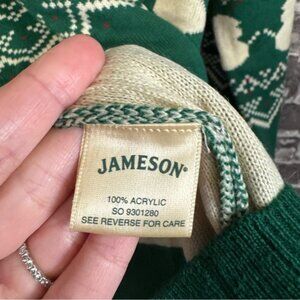 JAMESON®
100% ACRYLIC
SO 9301280
SEE REVERSE FOR CARE